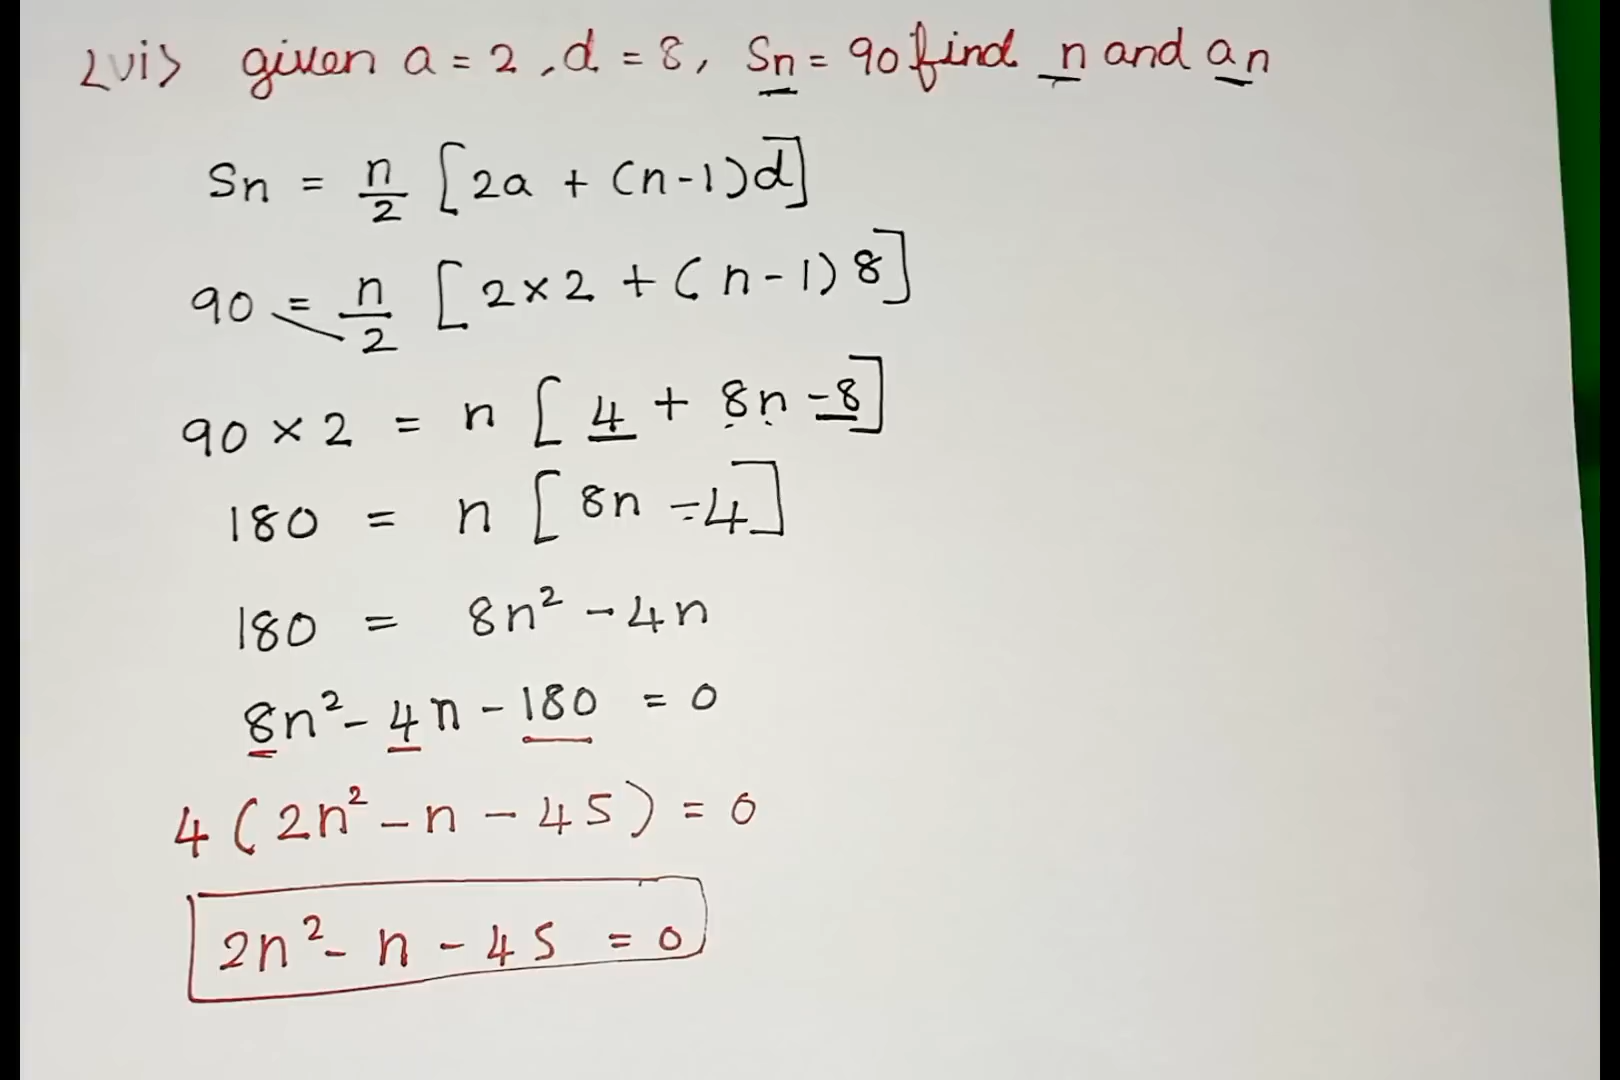 <vi> given a = 2, d = 8, Sn = 90 find n and an
Sn = n/2 [2a + (n-1)d]
90 = n/2 [2×2 + (n-1) 8]
90 × 2 = n [4 + 8n - 8]
180 = n [8n - 4]
180 = 8n² - 4n
8n² - 4n - 180 = 0
4 (2n² - n - 45) = 0
2n² - n - 45 = 0